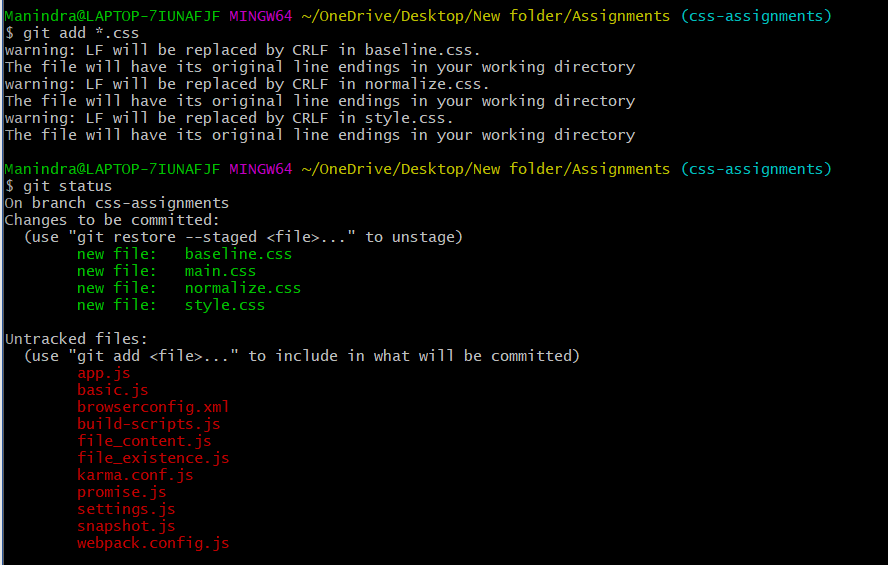 Manindra@LAPTOP-7IUNAFJF MINGW64 ~/OneDrive/Desktop/New folder/Assignments (css-assignments)
$ git add *.css
warning: LF will be replaced by CRLF in baseline.css.
The file will have its original line endings in your working directory
warning: LF will be replaced by CRLF in normalize.css.
The file will have its original line endings in your working directory
warning: LF will be replaced by CRLF in style.css.
The file will have its original line endings in your working directory
Manindra@LAPTOP-7IUNAFJF MINGW64 ~/OneDrive/Desktop/New folder/Assignments (css-assignments)
$ git status
On branch css-assignments
Changes to be committed:
  (use "git restore --staged <file>..." to unstage)
        new file:   baseline.css
        new file:   main.css
        new file:   normalize.css
        new file:   style.css
Untracked files:
  (use "git add <file>..." to include in what will be committed)
        app.js
        basic.js
        browserconfig.xml
        build-scripts.js
        file_content.js
        file_existence.js
        karma.conf.js
        promise.js
        settings.js
        snapshot.js
        webpack.config.js